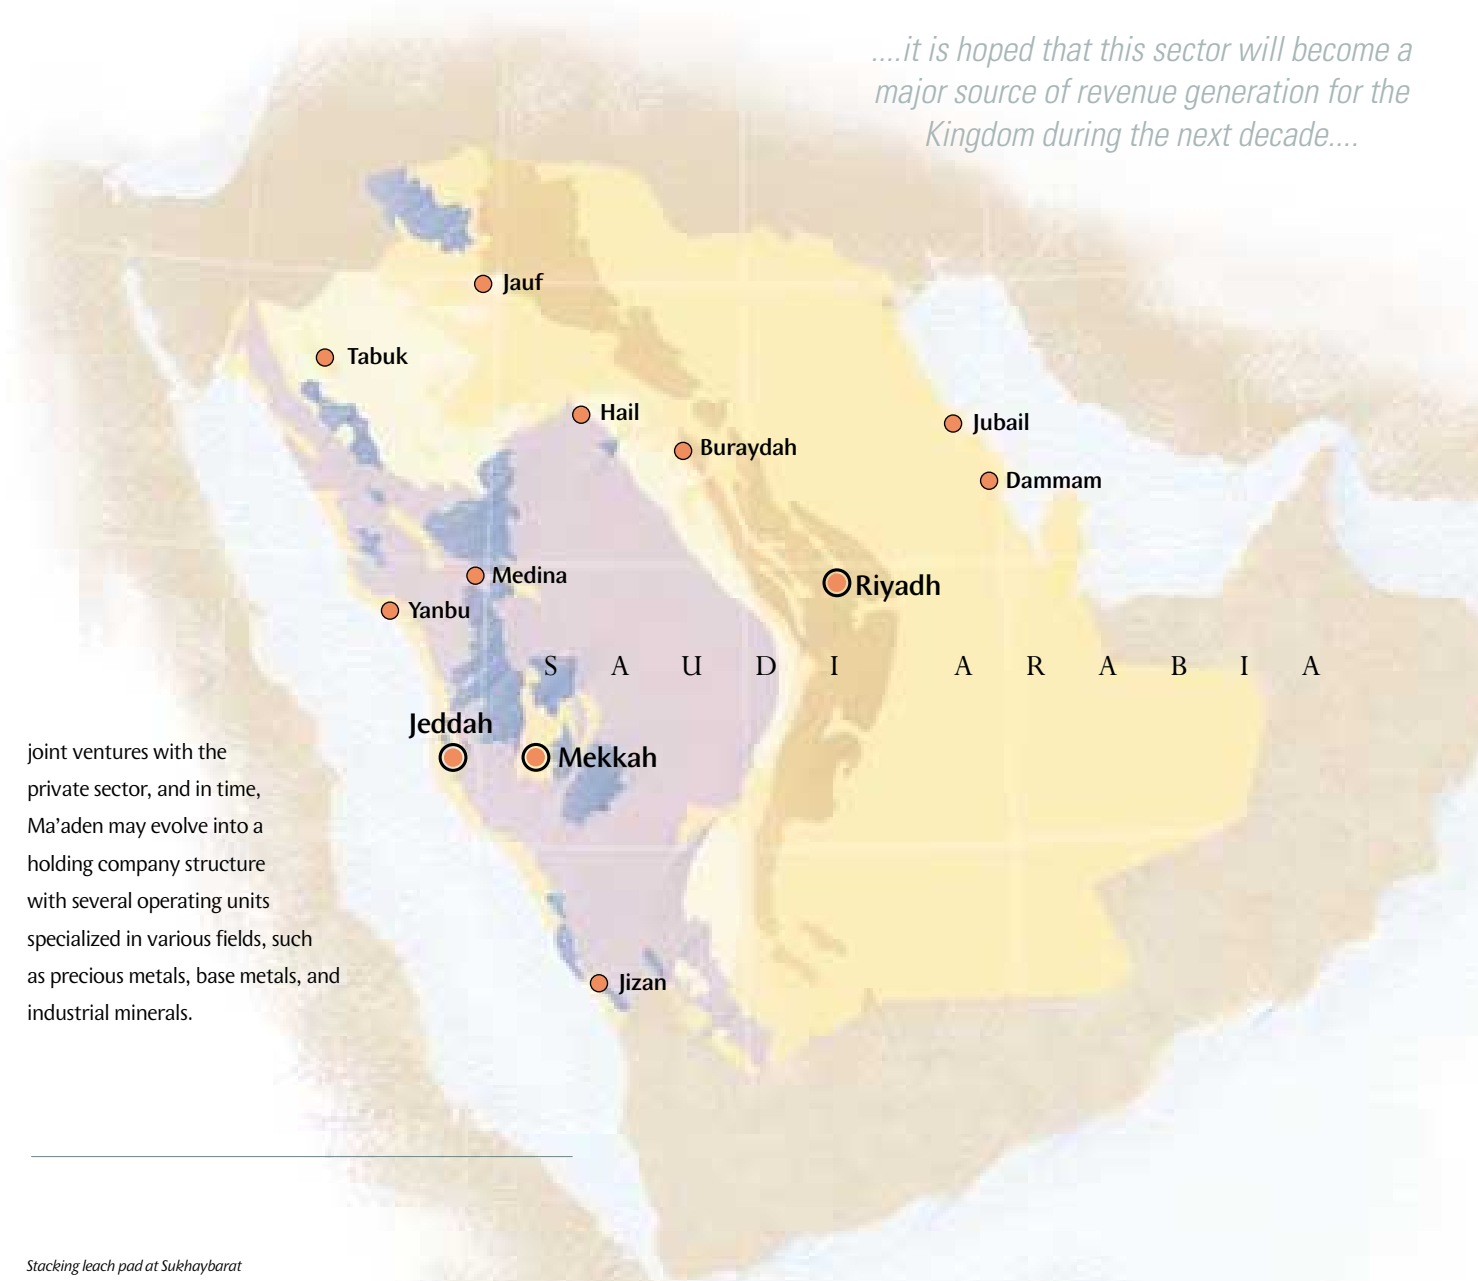 ....it is hoped that this sector will become a
major source of revenue generation for the
Kingdom during the next decade....
Jauf
Tabuk
Hail
Jubail
Buraydah
Dammam
Medina
Riyadh
Yanbu
SAUDI ARABIA
Jeddah
Mekkah
joint ventures with the
private sector, and in time,
Ma’aden may evolve into a
holding company structure
with several operating units
specialized in various fields, such
as precious metals, base metals, and
industrial minerals.
Jizan
Stacking leach pad at Sukhaybarat